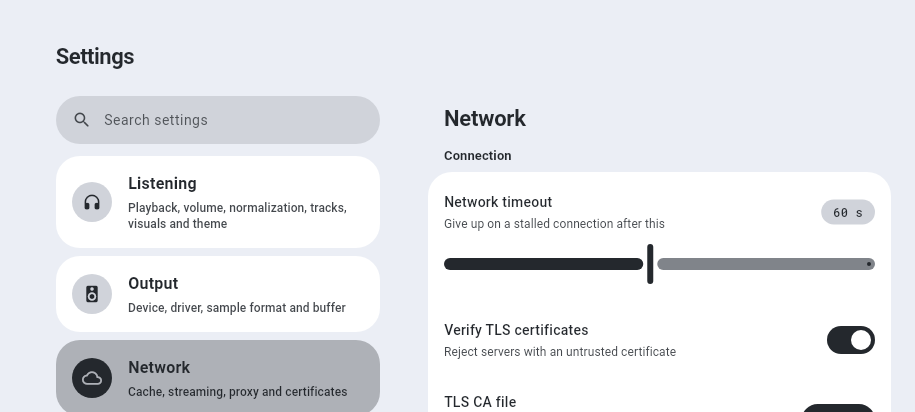 Settings
Search settings
Listening
Playback, volume, normalization, tracks,
visuals and theme
Output
Device, driver, sample format and buffer
Network
Cache, streaming, proxy and certificates
Network
Connection
Network timeout
Give up on a stalled connection after this
60 s
Verify TLS certificates
Reject servers with an untrusted certificate
TLS CA file